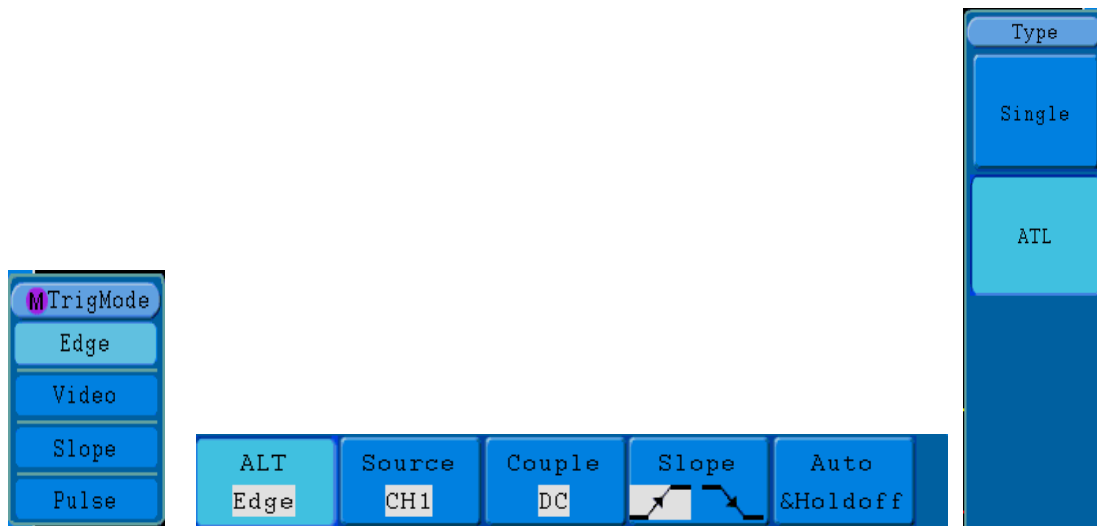 M TrigMode
Edge
Video
Slope
Pulse
ALT
Edge
Source
CH1
Couple
DC
Slope
Auto
&Holdoff
Type
Single
ATL